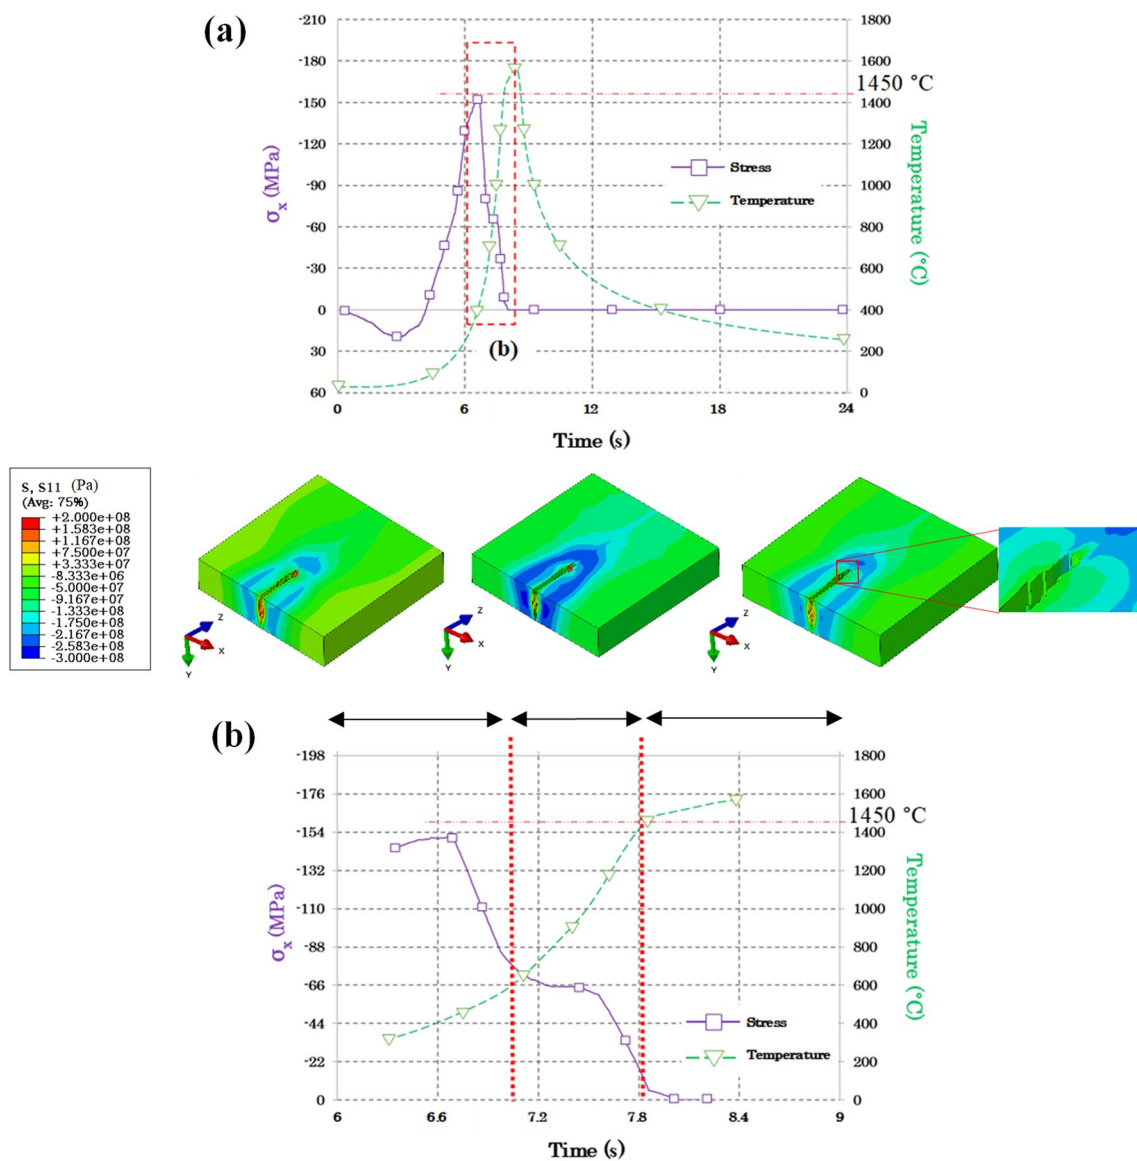 (a)
-210
-180
-150
-120
-90
-60
-30
0
30
60
σx (MPa)
0
6
12
18
24
Time (s)
1800
1600
1400
1200
1000
800
600
400
200
0
Temperature (°C)
1450 °C
Stress
Temperature
(b)
S, S11 (Pa)
(Avg: 75%)
+2.000e+08
+1.583e+08
+1.167e+08
+7.500e+07
+3.333e+07
-8.333e+06
-5.000e+07
-9.167e+07
-1.333e+08
-1.750e+08
-2.167e+08
-2.583e+08
-3.000e+08
Z
X
Y
Z
X
Y
Z
X
Y
(b)
-198
-176
-154
-132
-110
-88
-66
-44
-22
0
σx (MPa)
6
6.6
7.2
7.8
8.4
9
Time (s)
1800
1600
1400
1200
1000
800
600
400
200
0
Temperature (°C)
1450 °C
Stress
Temperature